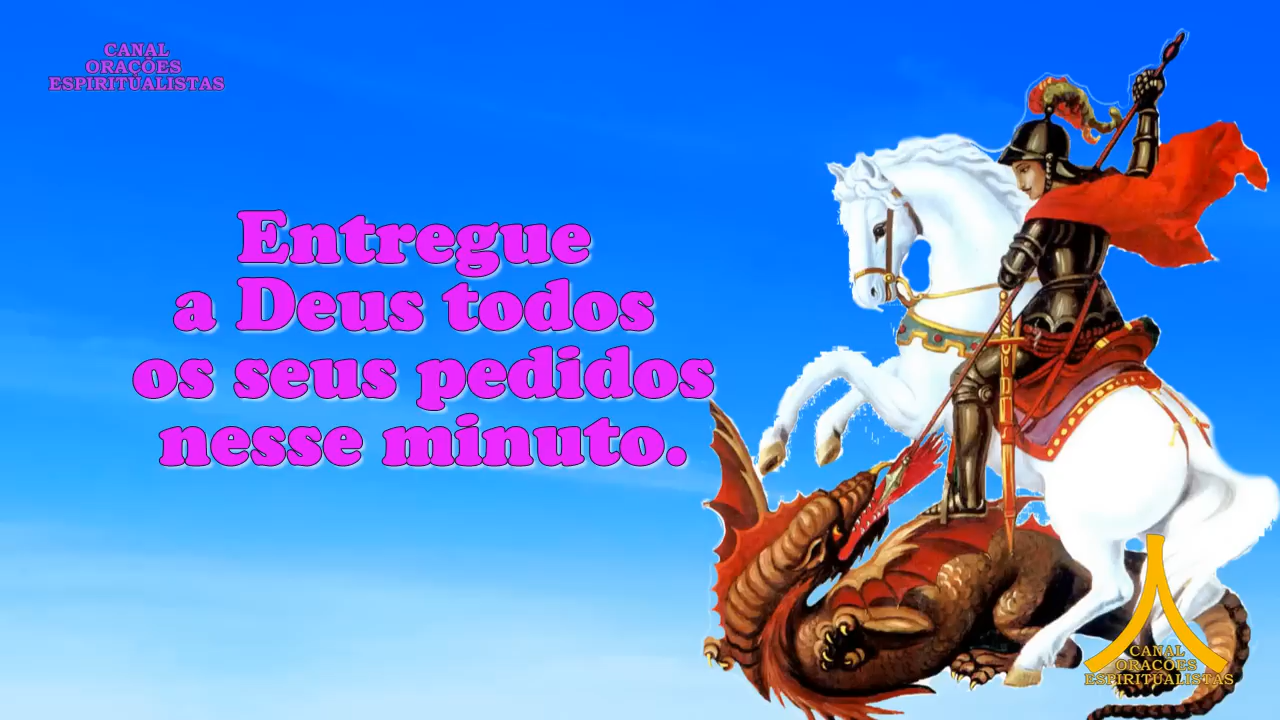 CANAL
ORAÇÕES
ESPIRITUALISTAS
Entregue
a Deus todos
os seus pedidos
nesse minuto.
CANAL
ORAÇÕES
ESPIRITUALISTAS